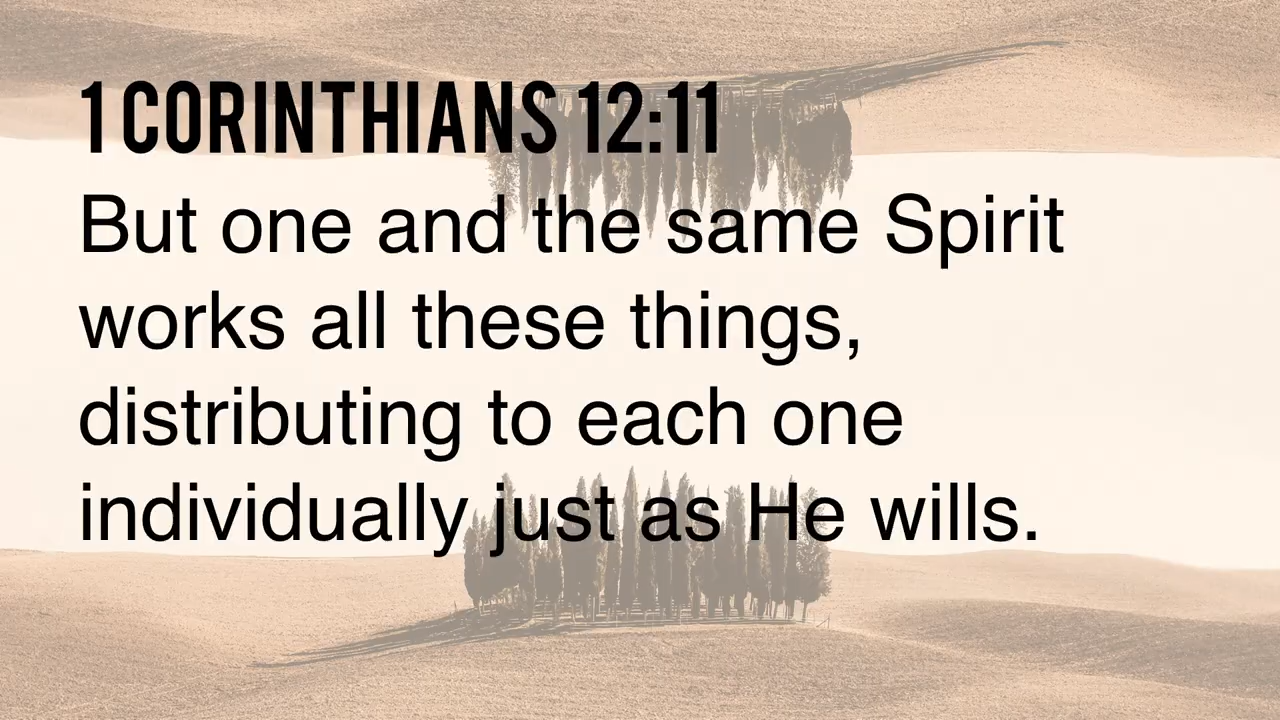 1 CORINTHIANS 12:11
But one and the same Spirit
works all these things,
distributing to each one
individually just as He wills.